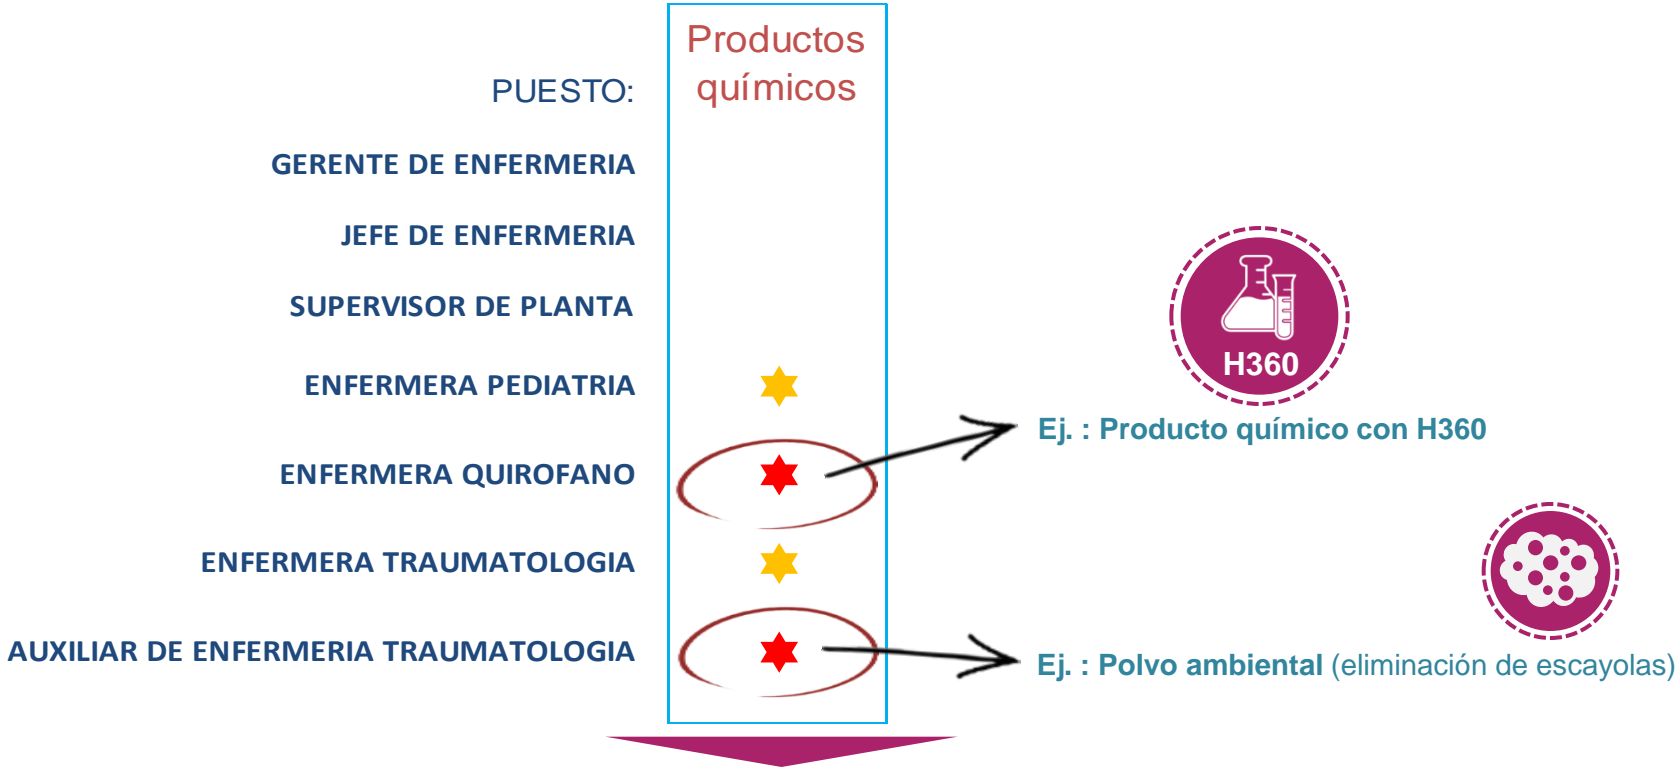 Productos
químicos
PUESTO:
GERENTE DE ENFERMERIA
JEFE DE ENFERMERIA
SUPERVISOR DE PLANTA
H360
ENFERMERA PEDIATRIA
Ej. : Producto químico con H360
ENFERMERA QUIROFANO
ENFERMERA TRAUMATOLOGIA
AUXILIAR DE ENFERMERIA TRAUMATOLOGIA
Ej. : Polvo ambiental (eliminación de escayolas)